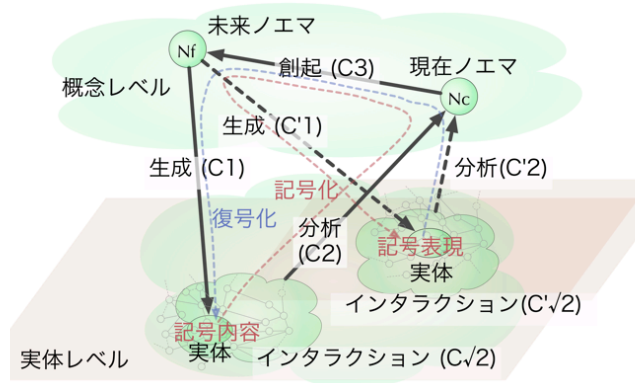 未来ノエマ
Nf
創起 (C3)
現在ノエマ
概念レベル
Nc
生成 (C'1)
生成 (C1)
分析(C'2)
記号化
復号化
分析
(C2)
記号表現
実体
インタラクション(C'√2)
記号内容
実体
実体レベル
インタラクション (C√2)